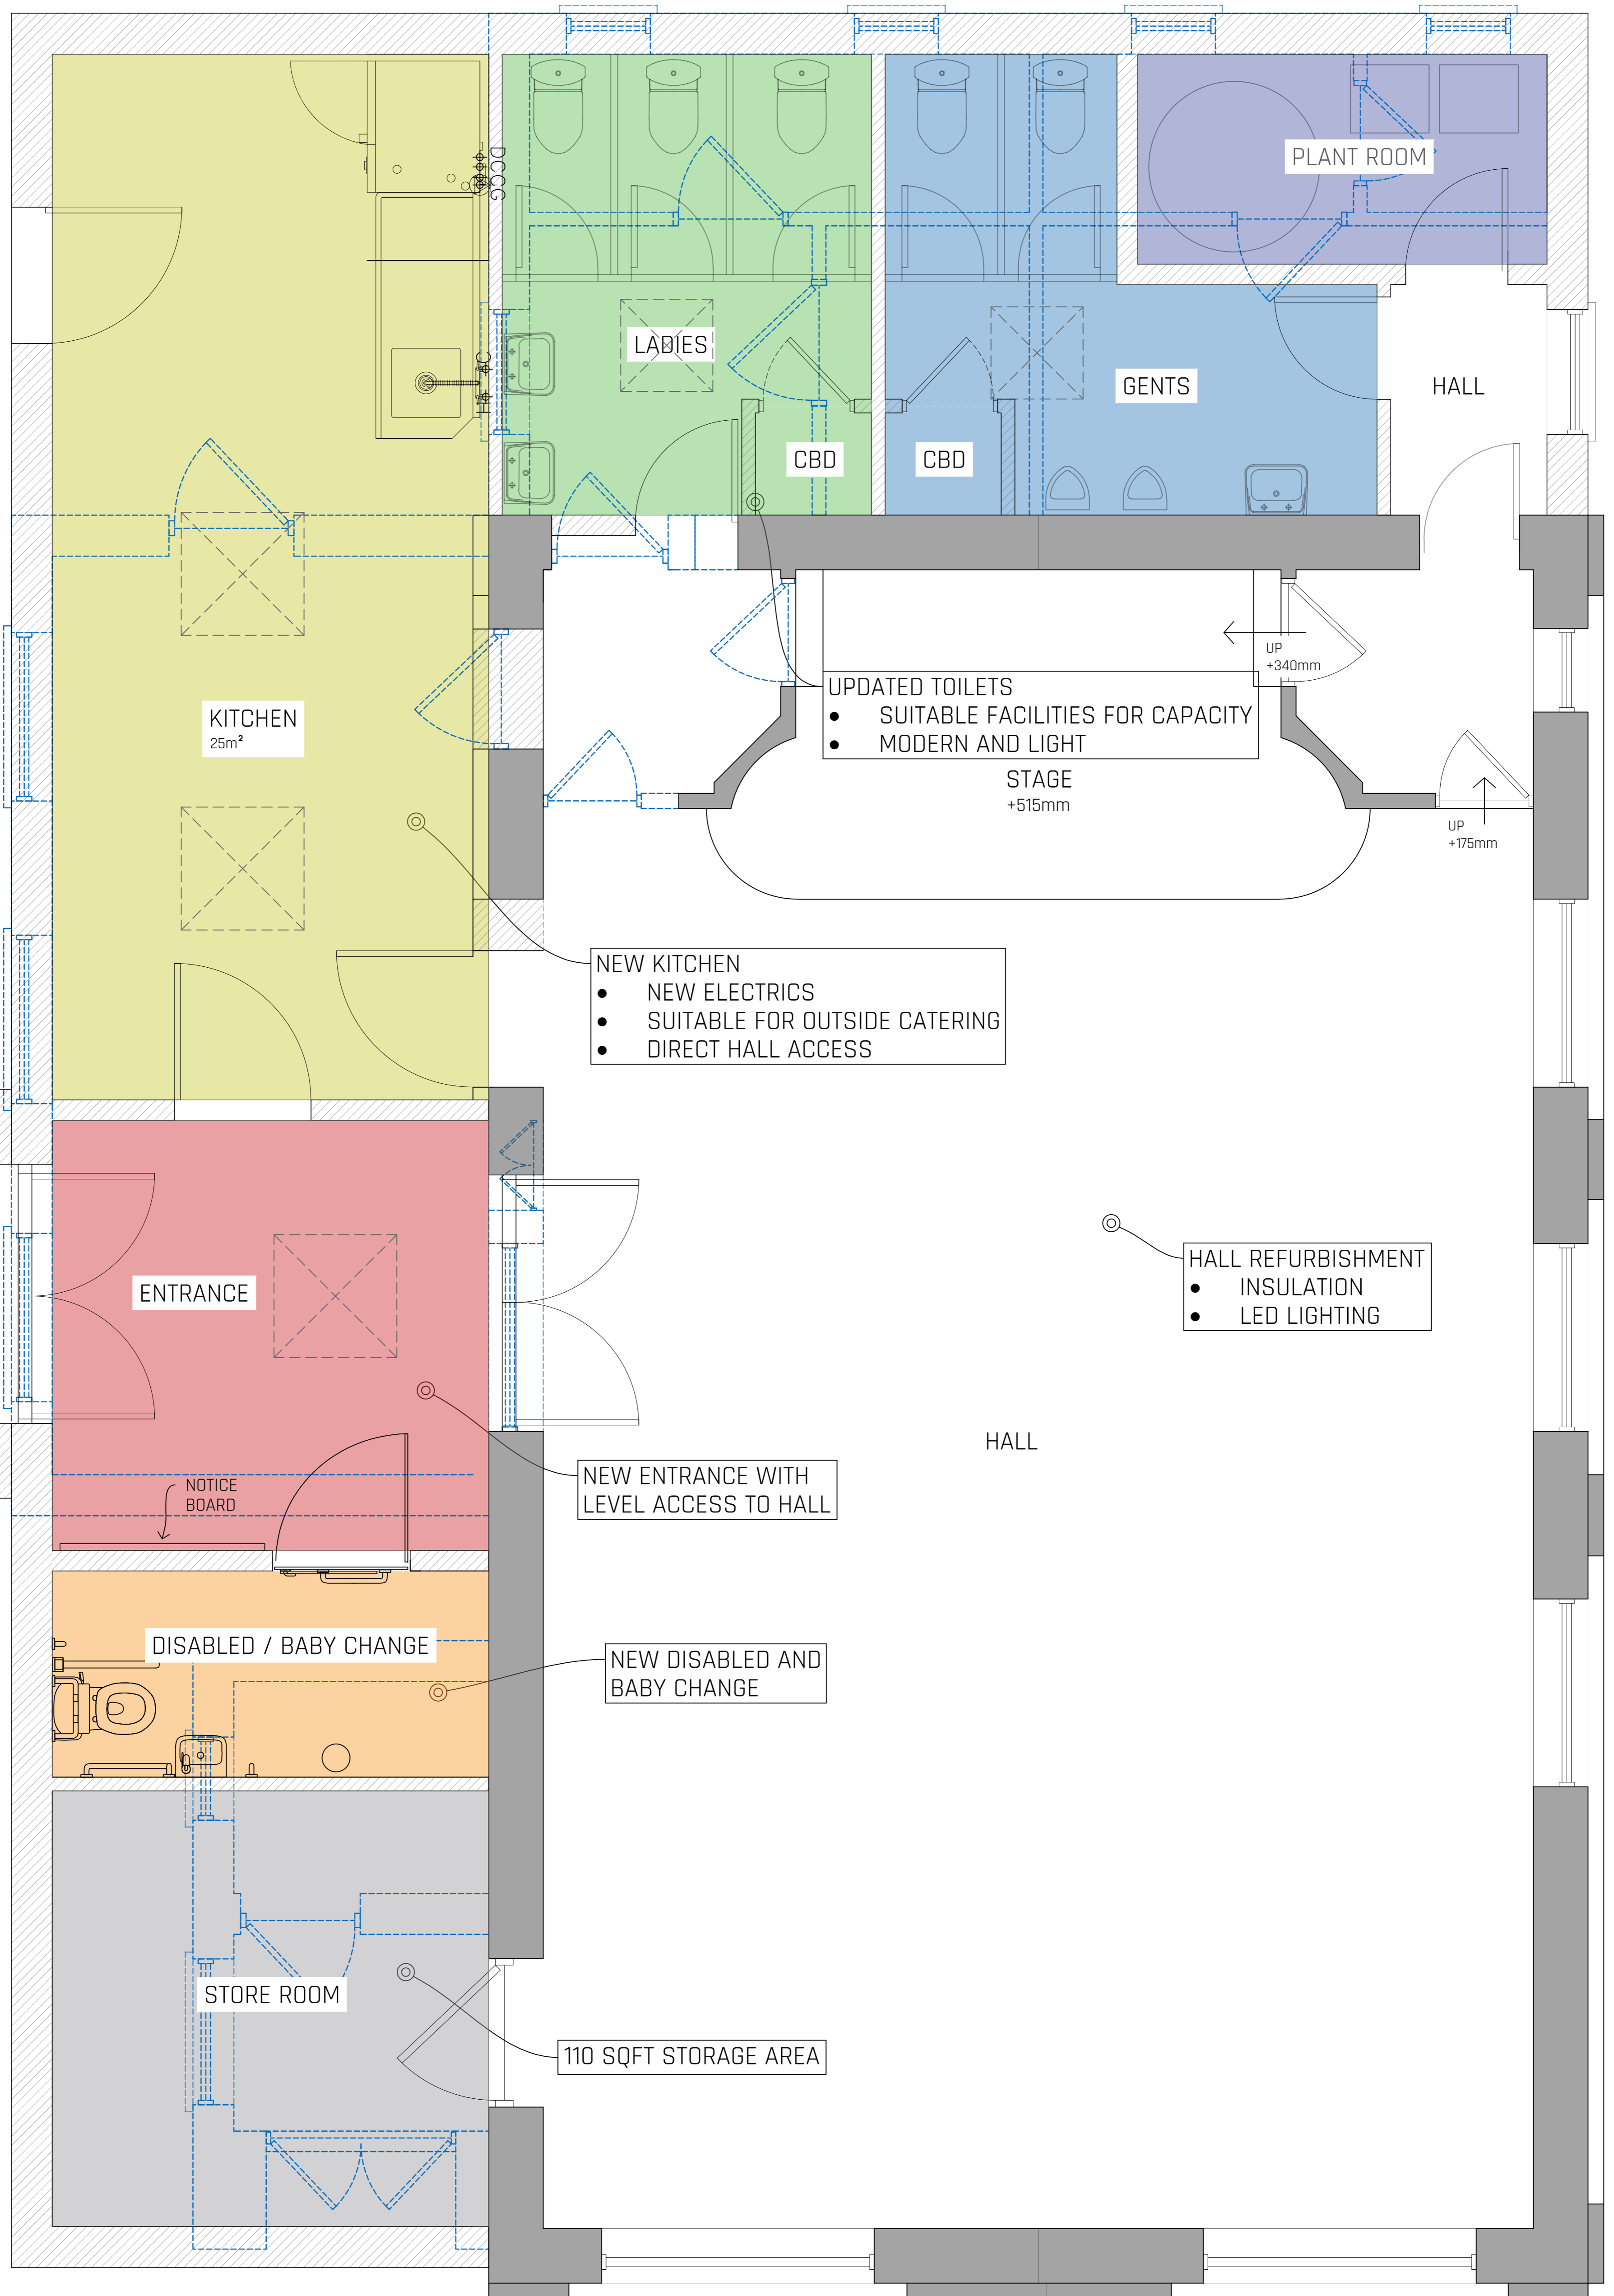 DCQG
PLANT ROOM
LADIES
GENTS
HALL
C
H
CBD
CBD
UP
+340mm
UPDATED TOILETS
● SUITABLE FACILITIES FOR CAPACITY
● MODERN AND LIGHT
KITCHEN
25m²
STAGE
+515mm
UP
+175mm
NEW KITCHEN
● NEW ELECTRICS
● SUITABLE FOR OUTSIDE CATERING
● DIRECT HALL ACCESS
ENTRANCE
HALL REFURBISHMENT
● INSULATION
● LED LIGHTING
HALL
NOTICE
BOARD
NEW ENTRANCE WITH
LEVEL ACCESS TO HALL
DISABLED / BABY CHANGE
NEW DISABLED AND
BABY CHANGE
STORE ROOM
110 SQFT STORAGE AREA